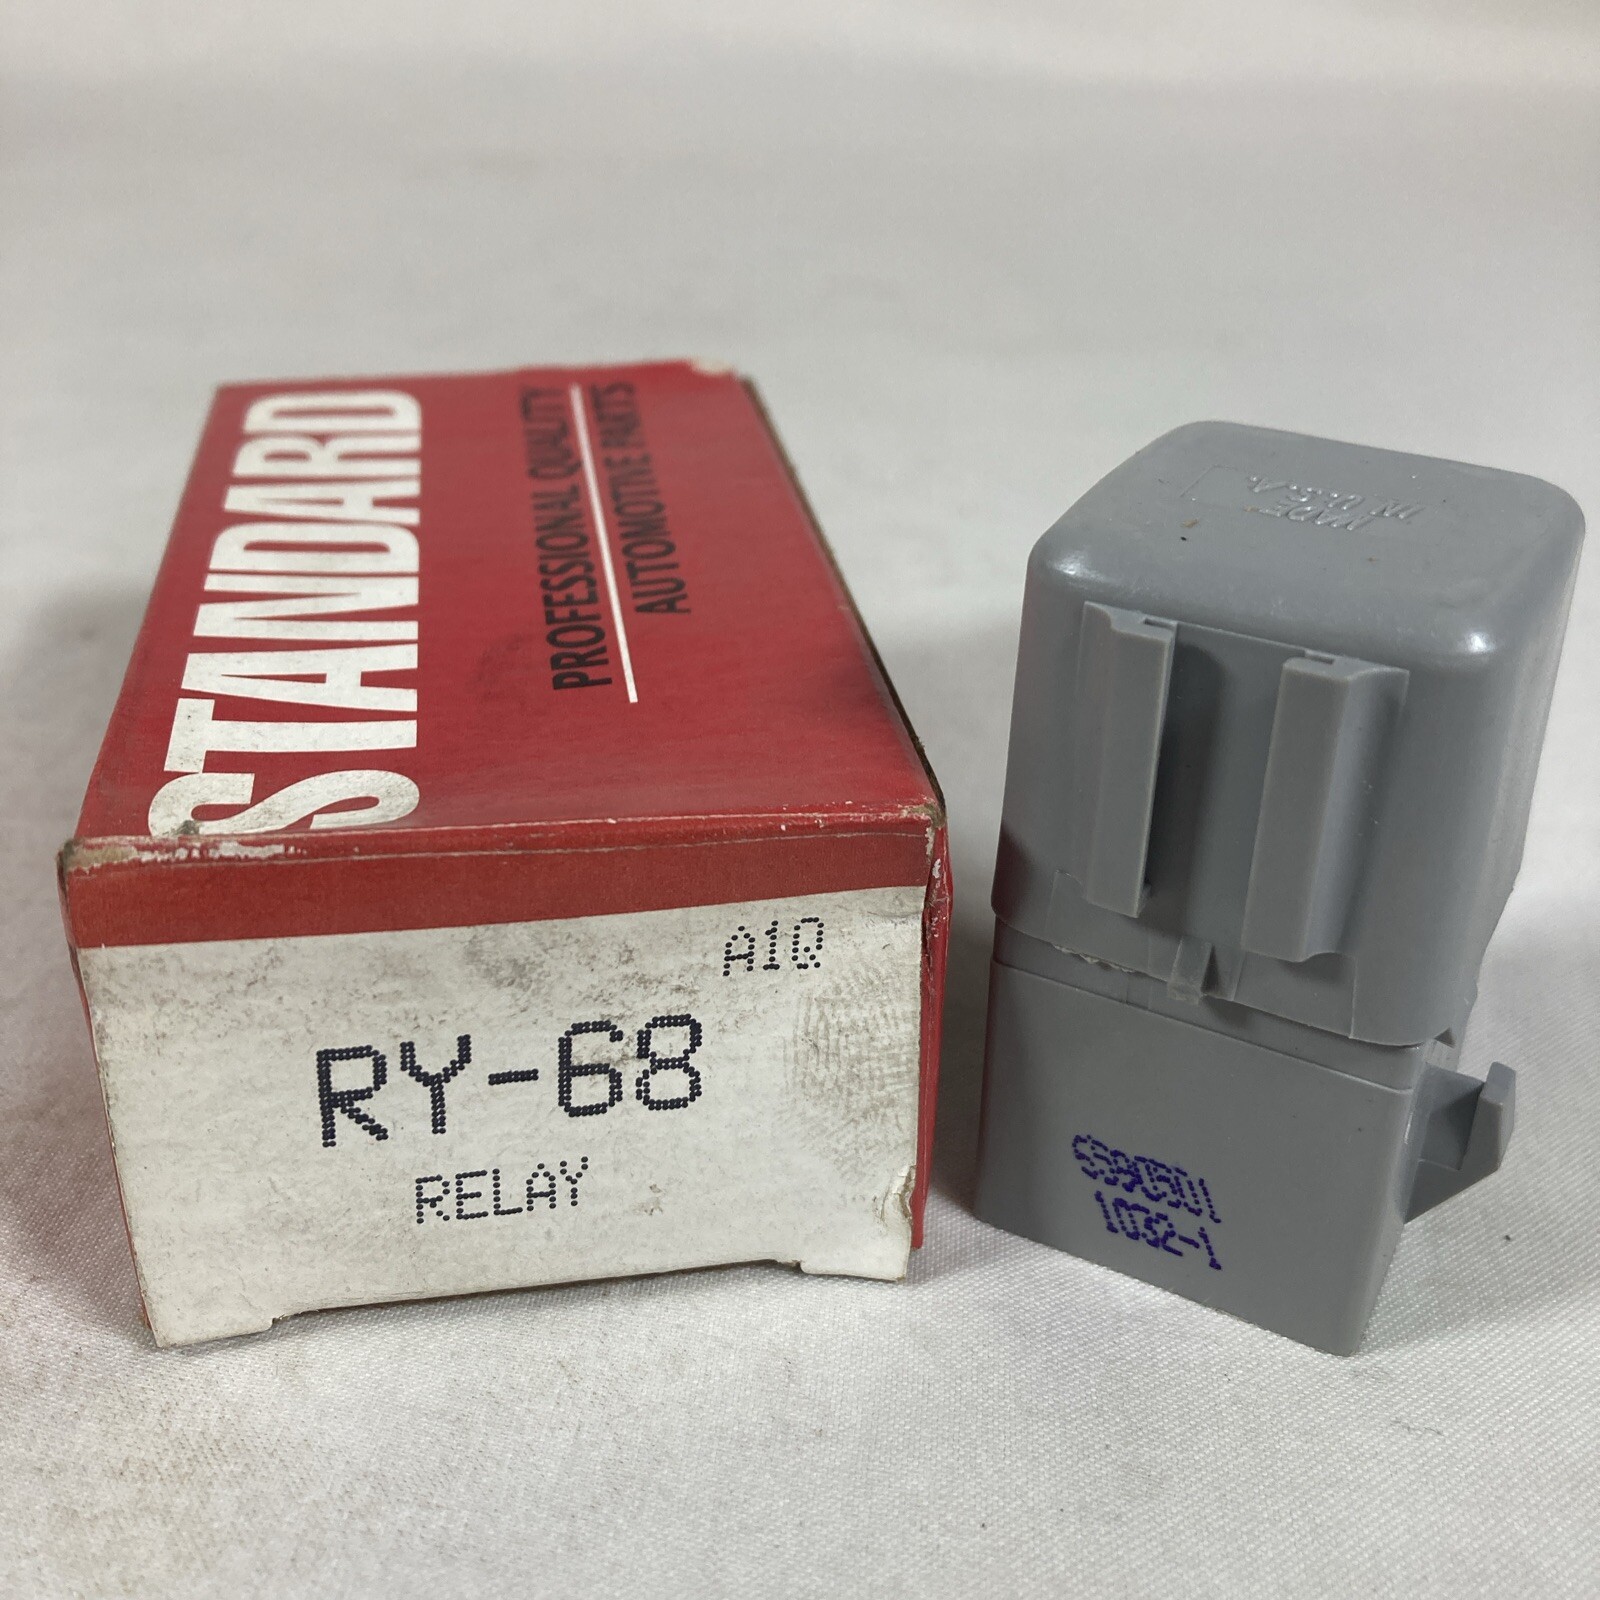 STANDARD
PROFESSIONAL QUALITY
AUTOMOTIVE PARTS
A1Q
RY-68
RELAY
MADE
IN U.S.A.
1032-1